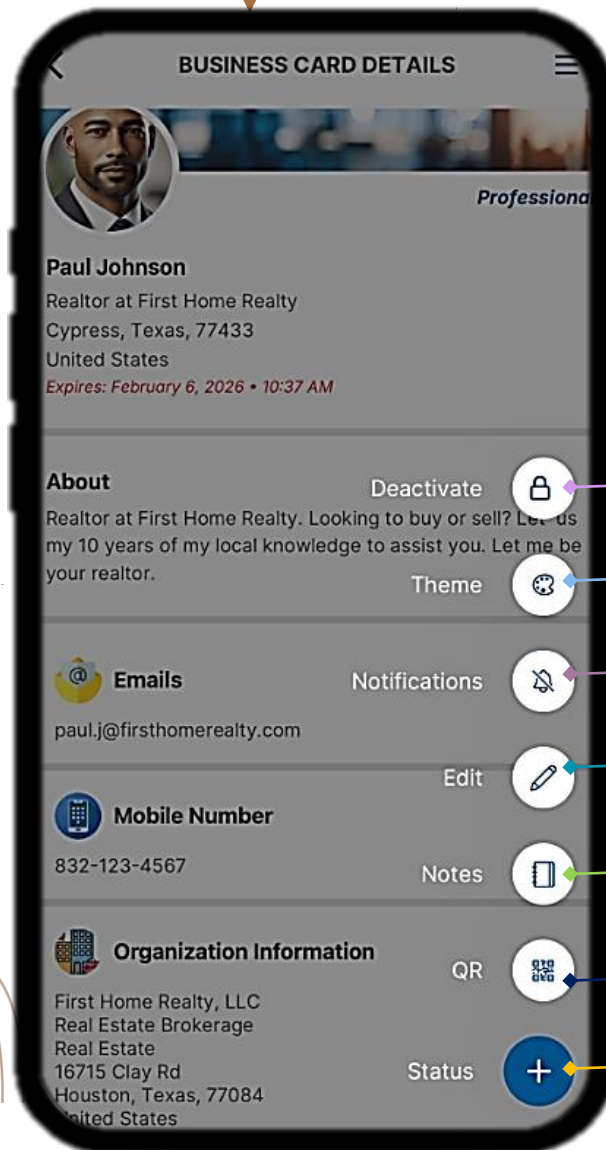 BUSINESS CARD DETAILS
Professiona
Paul Johnson
Realtor at First Home Realty
Cypress, Texas, 77433
United States
Expires: February 6, 2026 • 10:37 AM
About
Deactivate
Realtor at First Home Realty. Looking to buy or sell? Let us
my 10 years of my local knowledge to assist you. Let me be
your realtor.
Theme
Emails
Notifications
paul.j@firsthomerealty.com
Edit
Mobile Number
832-123-4567
Notes
Organization Information
QR
First Home Realty, LLC
Real Estate Brokerage
Real Estate
16715 Clay Rd
Status
Houston, Texas, 77084
United States